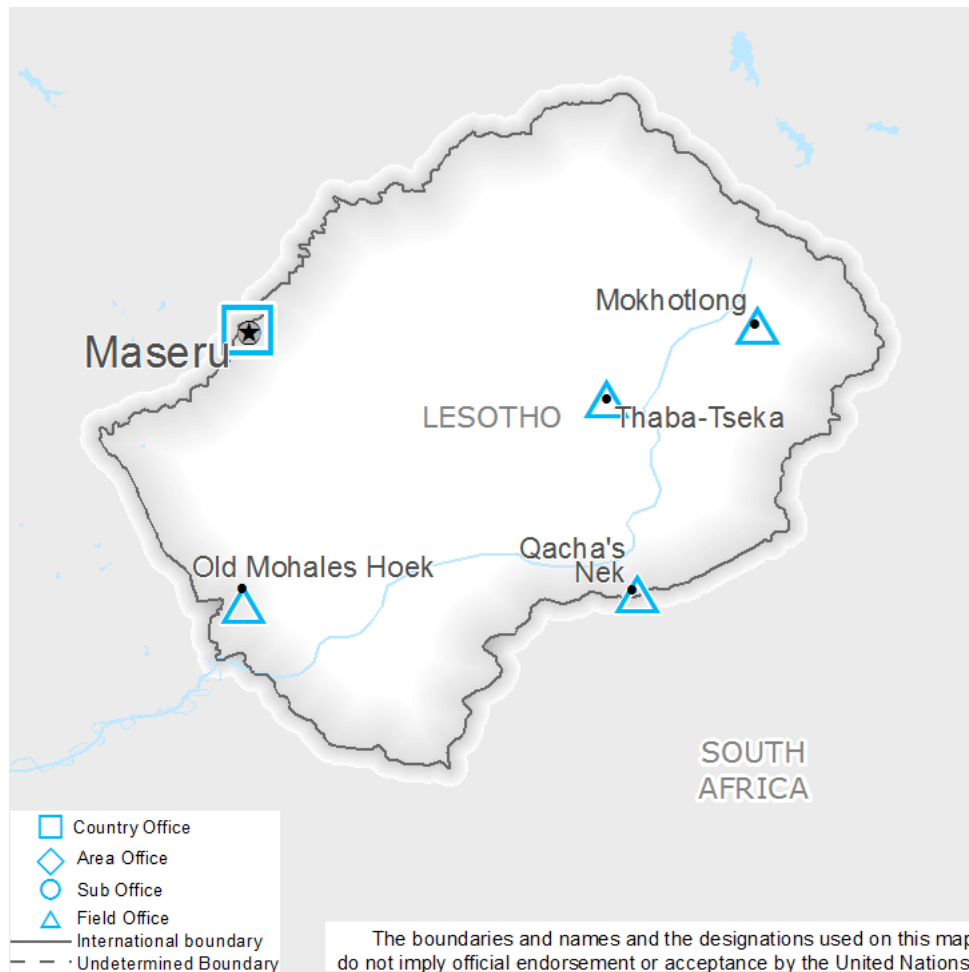 Mokhotlong
Maseru
LESOTHO
Thaba-Tseka
Qacha's
Nek
Old Mohales Hoek
SOUTH
AFRICA
Country Office
Area Office
Sub Office
Field Office
International boundary
Undetermined Boundary
The boundaries and names and the designations used on this map
do not imply official endorsement or acceptance by the United Nations